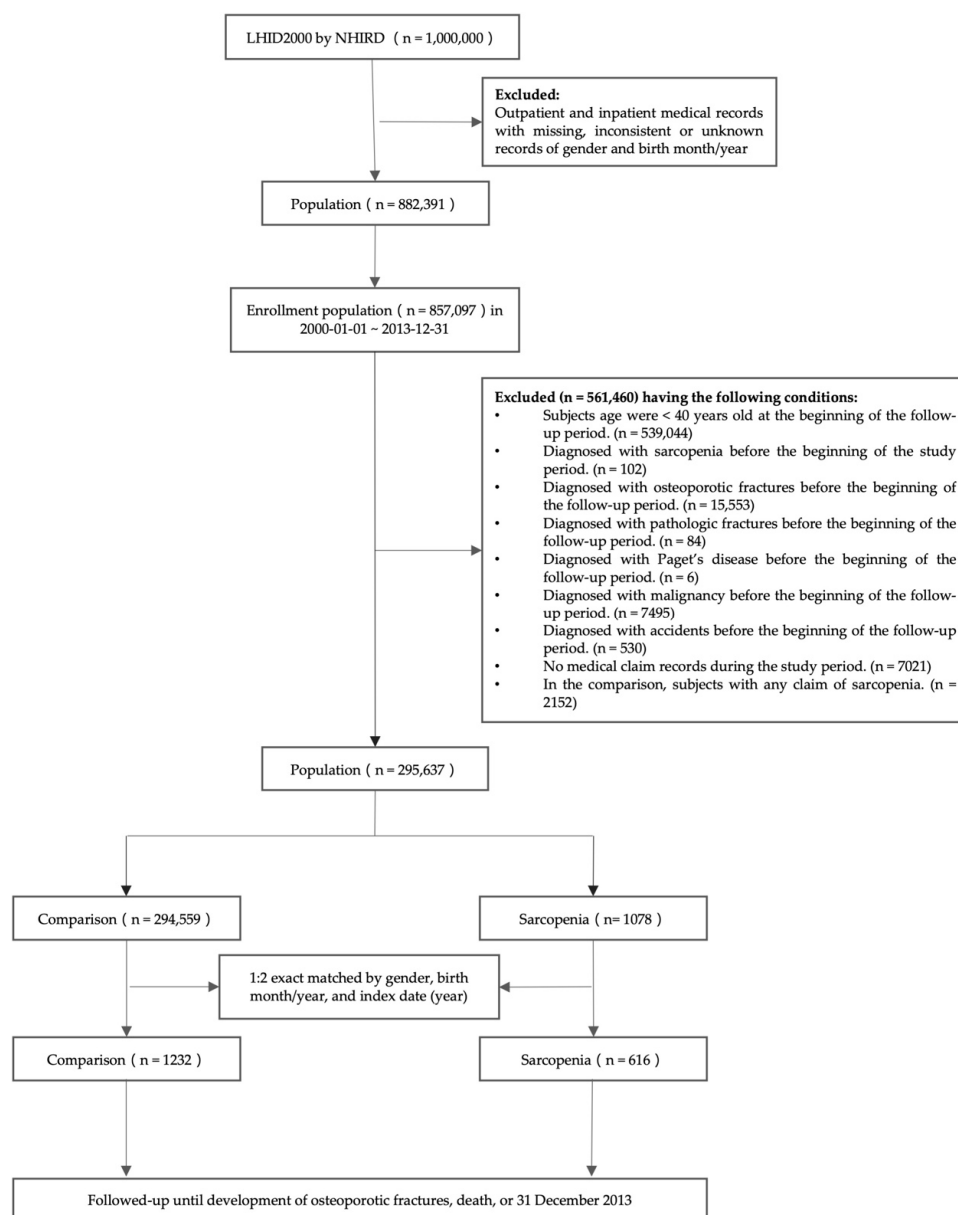 LHID2000 by NHIRD ( n = 1,000,000 )
Excluded:
Outpatient and inpatient medical records
with missing, inconsistent or unknown
records of gender and birth month/year
Population ( n = 882,391 )
Enrollment population ( n = 857,097 ) in
2000-01-01 ~ 2013-12-31
Excluded (n = 561,460) having the following conditions:
• Subjects age were < 40 years old at the beginning of the follow-
up period. (n = 539,044)
• Diagnosed with sarcopenia before the beginning of the study
period. (n = 102)
• Diagnosed with osteoporotic fractures before the beginning of
the follow-up period. (n = 15,553)
• Diagnosed with pathologic fractures before the beginning of the
follow-up period. (n = 84)
• Diagnosed with Paget's disease before the beginning of the
follow-up period. (n = 6)
• Diagnosed with malignancy before the beginning of the follow-
up period. (n = 7495)
• Diagnosed with accidents before the beginning of the follow-up
period. (n = 530)
• No medical claim records during the study period. (n = 7021)
• In the comparison, subjects with any claim of sarcopenia. (n =
2152)
Population ( n = 295,637 )
Comparison ( n = 294,559 )
Sarcopenia ( n= 1078 )
1:2 exact matched by gender, birth
month/year, and index date (year)
Comparison ( n = 1232 )
Sarcopenia ( n = 616 )
Followed-up until development of osteoporotic fractures, death, or 31 December 2013